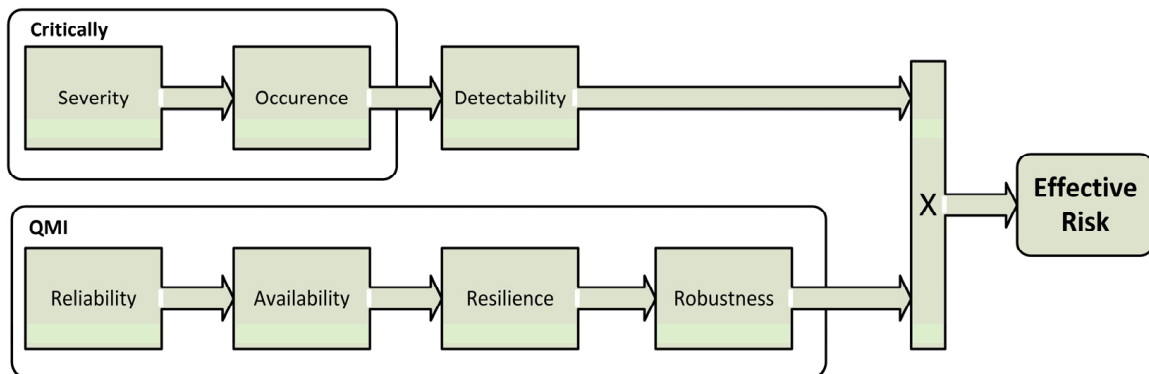 Critically
Severity
Occurence
Detectability
QMI
Reliability
Availability
Resilience
Robustness
X
Effective
Risk